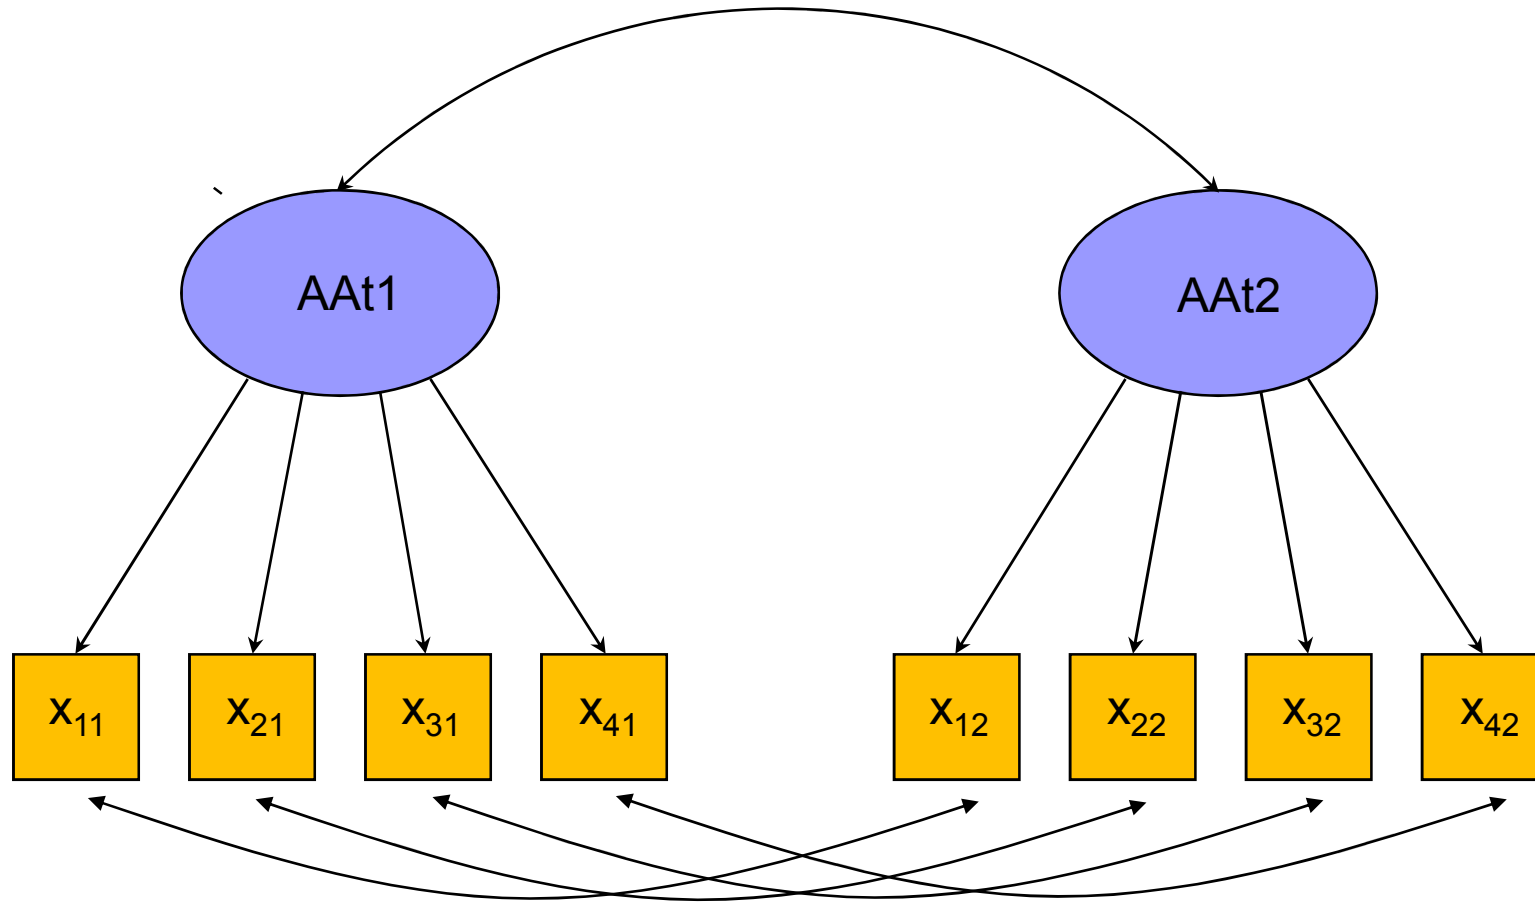 AAt1
AAt2
x₁₁ x₂₁ x₃₁ x₄₁ x₁₂ x₂₂ x₃₂ x₄₂